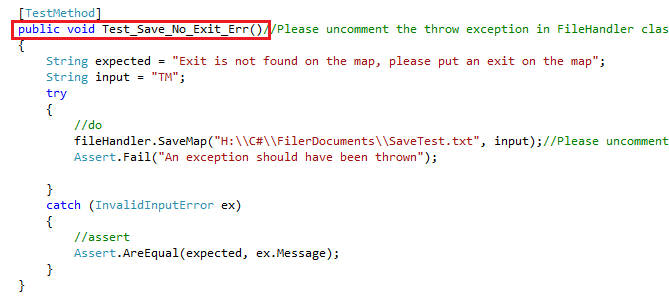 [TestMethod]
public void Test_Save_No_Exit_Err()//Please uncomment the throw exception in FileHandler clas
{
String expected = "Exit is not found on the map, please put an exit on the map";
String input = "TM";
try
{
//do
fileHandler.SaveMap("H:\\C#\\FilerDocuments\\SaveTest.txt", input);//Please uncomment
Assert.Fail("An exception should have been thrown");
}
catch (InvalidInputError ex)
{
//assert
Assert.AreEqual(expected, ex.Message);
}
}